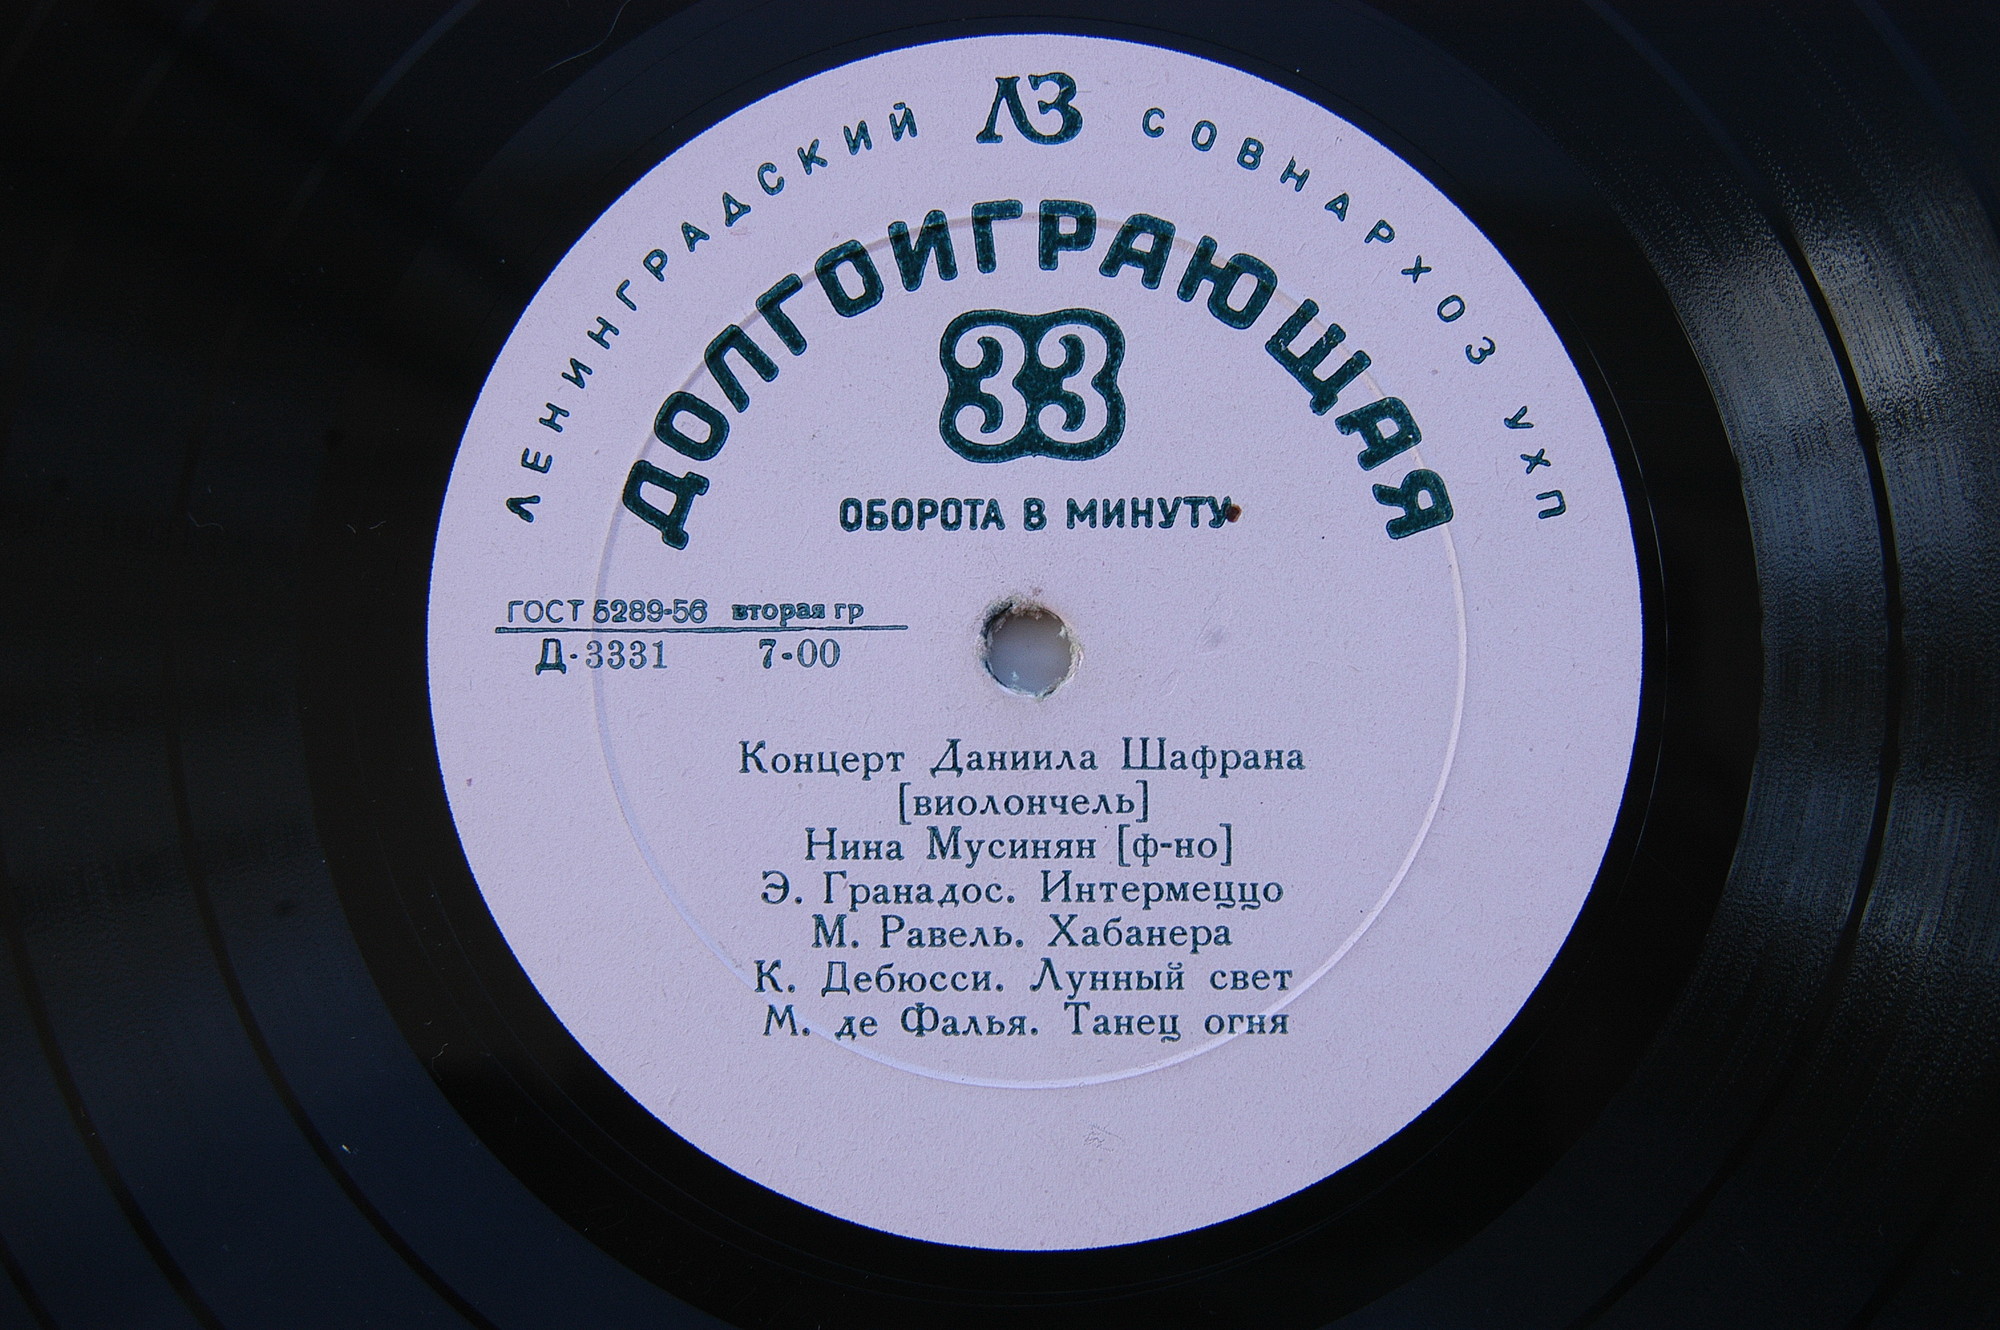 ЛЕНИНГРАДСКИЙ ЛЗ СОВНАРХОЗ УХП
ДОЛГОИГРАЮЩАЯ
33
ОБОРОТА В МИНУТУ
ГОСТ 5289-56 вторая гр
Д-3331 7-00
Концерт Даниила Шафрана
[виолончель]
Нина Мусинян [ф-но]
Э. Гранадос. Интермеццо
М. Равель. Хабанера
К. Дебюсси. Лунный свет
М. де Фалья. Танец огня